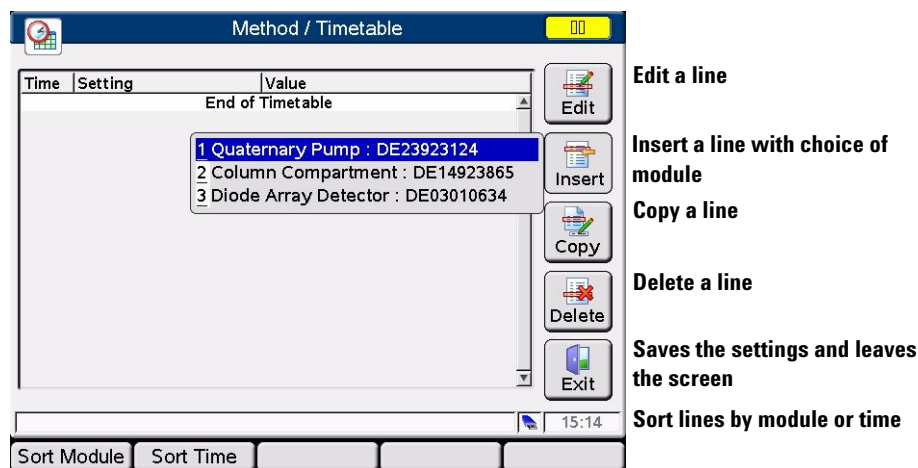 Method / Timetable
Time Setting Value
End of Timetable
1 Quaternary Pump : DE23923124
2 Column Compartment : DE14923865
3 Diode Array Detector : DE03010634
Edit
Insert
Copy
Delete
Exit
15:14
Sort Module Sort Time
Edit a line
Insert a line with choice of
module
Copy a line
Delete a line
Saves the settings and leaves
the screen
Sort lines by module or time